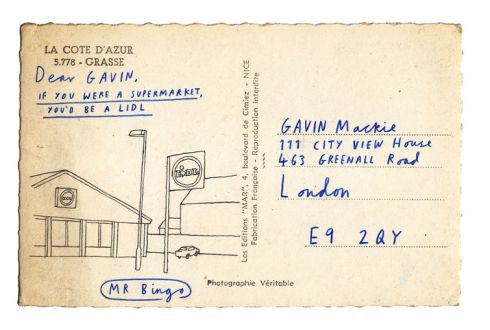 LA COTE D'AZUR
5.778 - GRASSE
Dear GAVIN,
IF YOU WERE A SUPERMARKET,
YOU'D BE A LIDL
LIDL
LIDL
MR Bingo
Les Editions "MAR", 4, Boulevard de Cimiez - NICE
Fabrication Française - Reproduction Interdite
Photographie Véritable
GAVIN Mackie
111 CITY VIEW House
463 GREENALL Road
London
E9 2QY